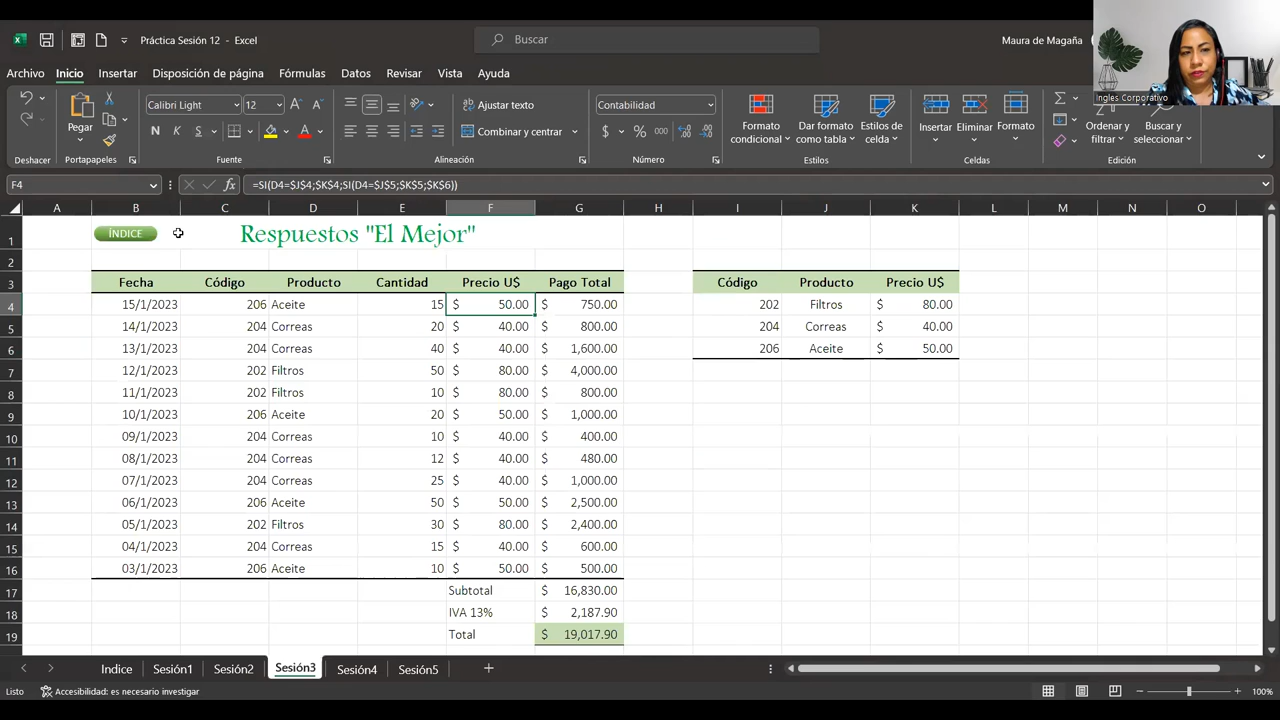 Práctica Sesión 12 - Excel
Buscar
Maura de Magaña
Ingles Corporativo
Archivo Inicio Insertar Disposición de página Fórmulas Datos Revisar Vista Ayuda
Pegar
Calibri Light 12
N K S
Ajustar texto
Combinar y centrar
Contabilidad
$ % 000
Formato condicional
Dar formato como tabla
Estilos de celda
Insertar Eliminar Formato
Ordenar y filtrar
Buscar y seleccionar
Deshacer Portapapeles Fuente Alineación Número Estilos Celdas Edición
F4 fx =SI(D4=$J$4;$K$4;SI(D4=$J$5;$K$5;$K$6))
A B C D E F G H I J K L M N O
1 ÍNDICE Respuestos "El Mejor"
2
3 Fecha Código Producto Cantidad Precio U$ Pago Total Código Producto Precio U$
4 15/1/2023 206 Aceite 15 $ 50.00 $ 750.00 202 Filtros $ 80.00
5 14/1/2023 204 Correas 20 $ 40.00 $ 800.00 204 Correas $ 40.00
6 13/1/2023 204 Correas 40 $ 40.00 $ 1,600.00 206 Aceite $ 50.00
7 12/1/2023 202 Filtros 50 $ 80.00 $ 4,000.00
8 11/1/2023 202 Filtros 10 $ 80.00 $ 800.00
9 10/1/2023 206 Aceite 20 $ 50.00 $ 1,000.00
10 09/1/2023 204 Correas 10 $ 40.00 $ 400.00
11 08/1/2023 204 Correas 12 $ 40.00 $ 480.00
12 07/1/2023 204 Correas 25 $ 40.00 $ 1,000.00
13 06/1/2023 206 Aceite 50 $ 50.00 $ 2,500.00
14 05/1/2023 202 Filtros 30 $ 80.00 $ 2,400.00
15 04/1/2023 204 Correas 15 $ 40.00 $ 600.00
16 03/1/2023 206 Aceite 10 $ 50.00 $ 500.00
17 Subtotal $ 16,830.00
18 IVA 13% $ 2,187.90
19 Total $ 19,017.90
Indice Sesión1 Sesión2 Sesión3 Sesión4 Sesión5
Listo Accesibilidad: es necesario investigar 100%